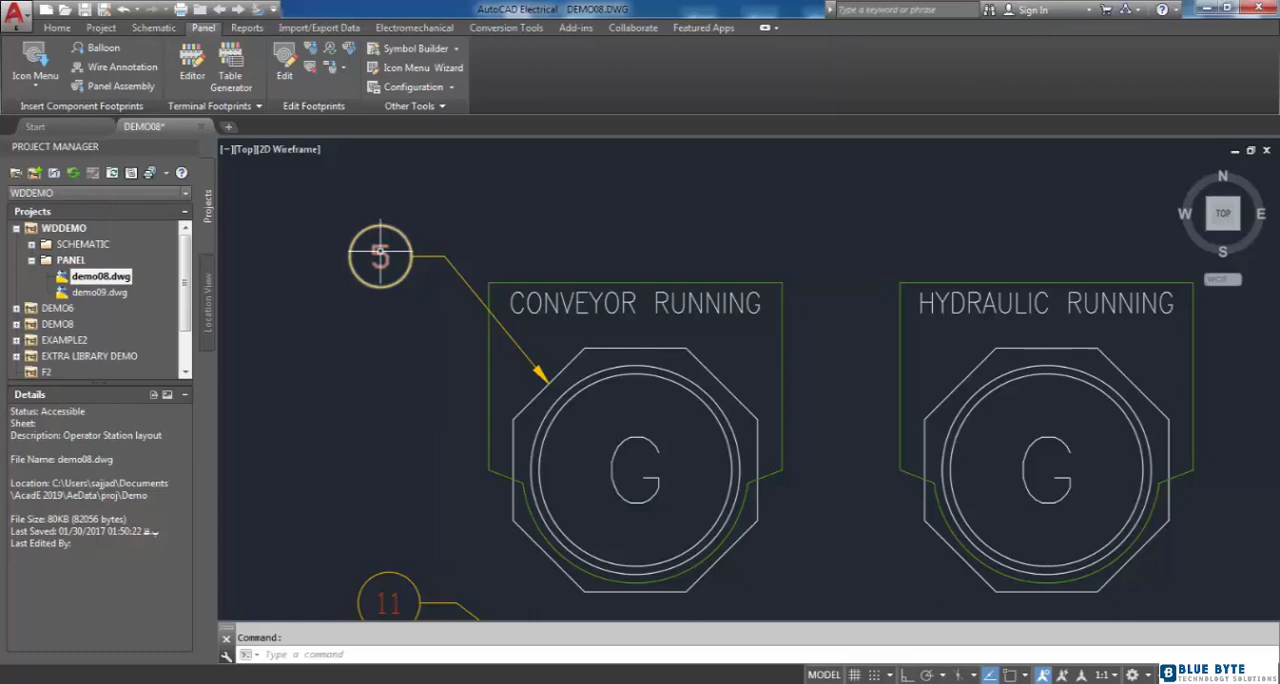 AutoCAD Electrical DEMO08.DWG
Type a keyword or phrase
Sign In
Home Project Schematic Panel Reports Import/Export Data Electromechanical Conversion Tools Add-ins Collaborate Featured Apps
Icon Menu
Balloon
Wire Annotation
Panel Assembly
Editor
Table Generator
Edit
Symbol Builder
Icon Menu Wizard
Configuration
Insert Component Footprints Terminal Footprints Edit Footprints Other Tools
Start DEMO08*
PROJECT MANAGER
WDDEMO
Projects
WDDEMO
SCHEMATIC
PANEL
demo08.dwg
demo09.dwg
DEMO6
DEMO8
EXAMPLE2
EXTRA LIBRARY DEMO
F2
Projects
Location View
Details
Status: Accessible
Sheet:
Description: Operator Station layout
File Name: demo08.dwg
Location: C:\Users\sajjad\Documents
\AcadE 2019\AeData\proj\Demo
File Size: 80KB (82056 bytes)
Last Saved: 01/30/2017 01:50:22
Last Edited By:
[−][Top][2D Wireframe]
N
W TOP E
S
WCS
5
CONVEYOR RUNNING
G
HYDRAULIC RUNNING
G
11
Command:
Type a command
MODEL
1:1
BLUE BYTE
TECHNOLOGY SOLUTIONS